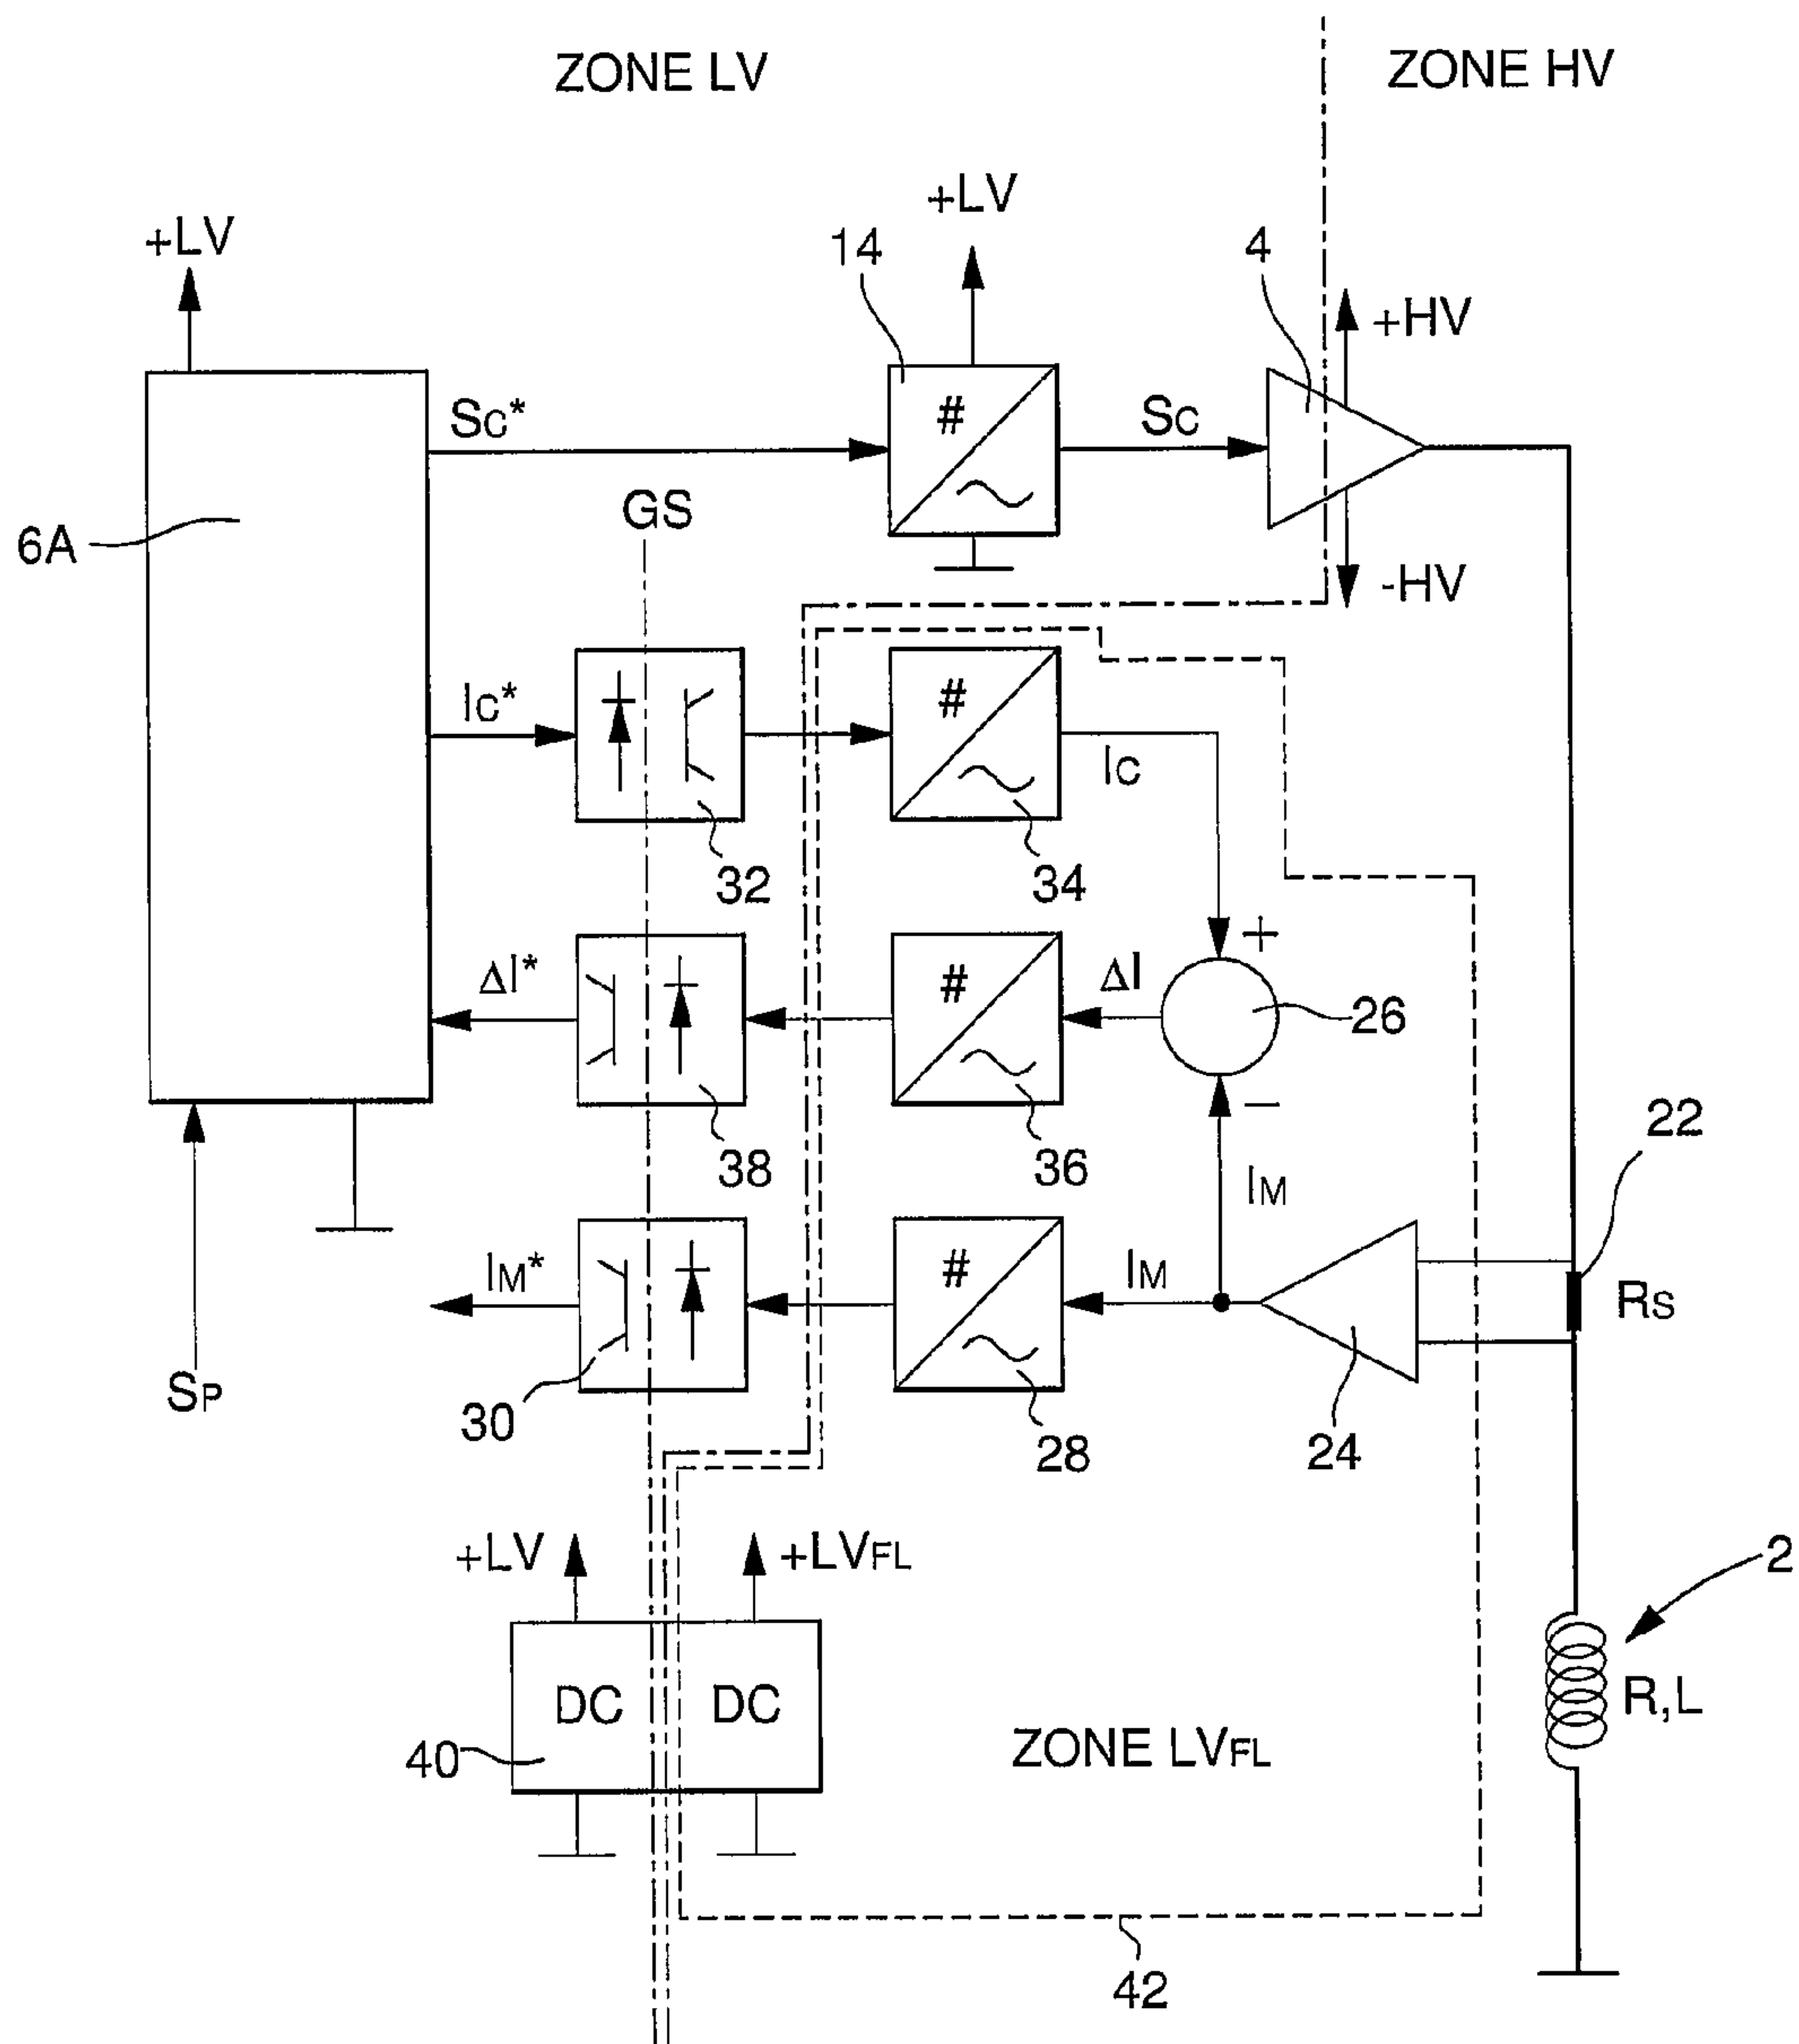 ZONE LV
ZONE HV
+LV
+LV
14
4
+HV
Sc*
#
Sc
6A
GS
-HV
Ic*
#
Ic
32
34
+
ΔI*
#
ΔI
26
38
36
−
22
IM
IM*
#
IM
Rs
SP
30
28
24
+LV
+LVFL
2
DC
DC
R,L
40
ZONE LVFL
42